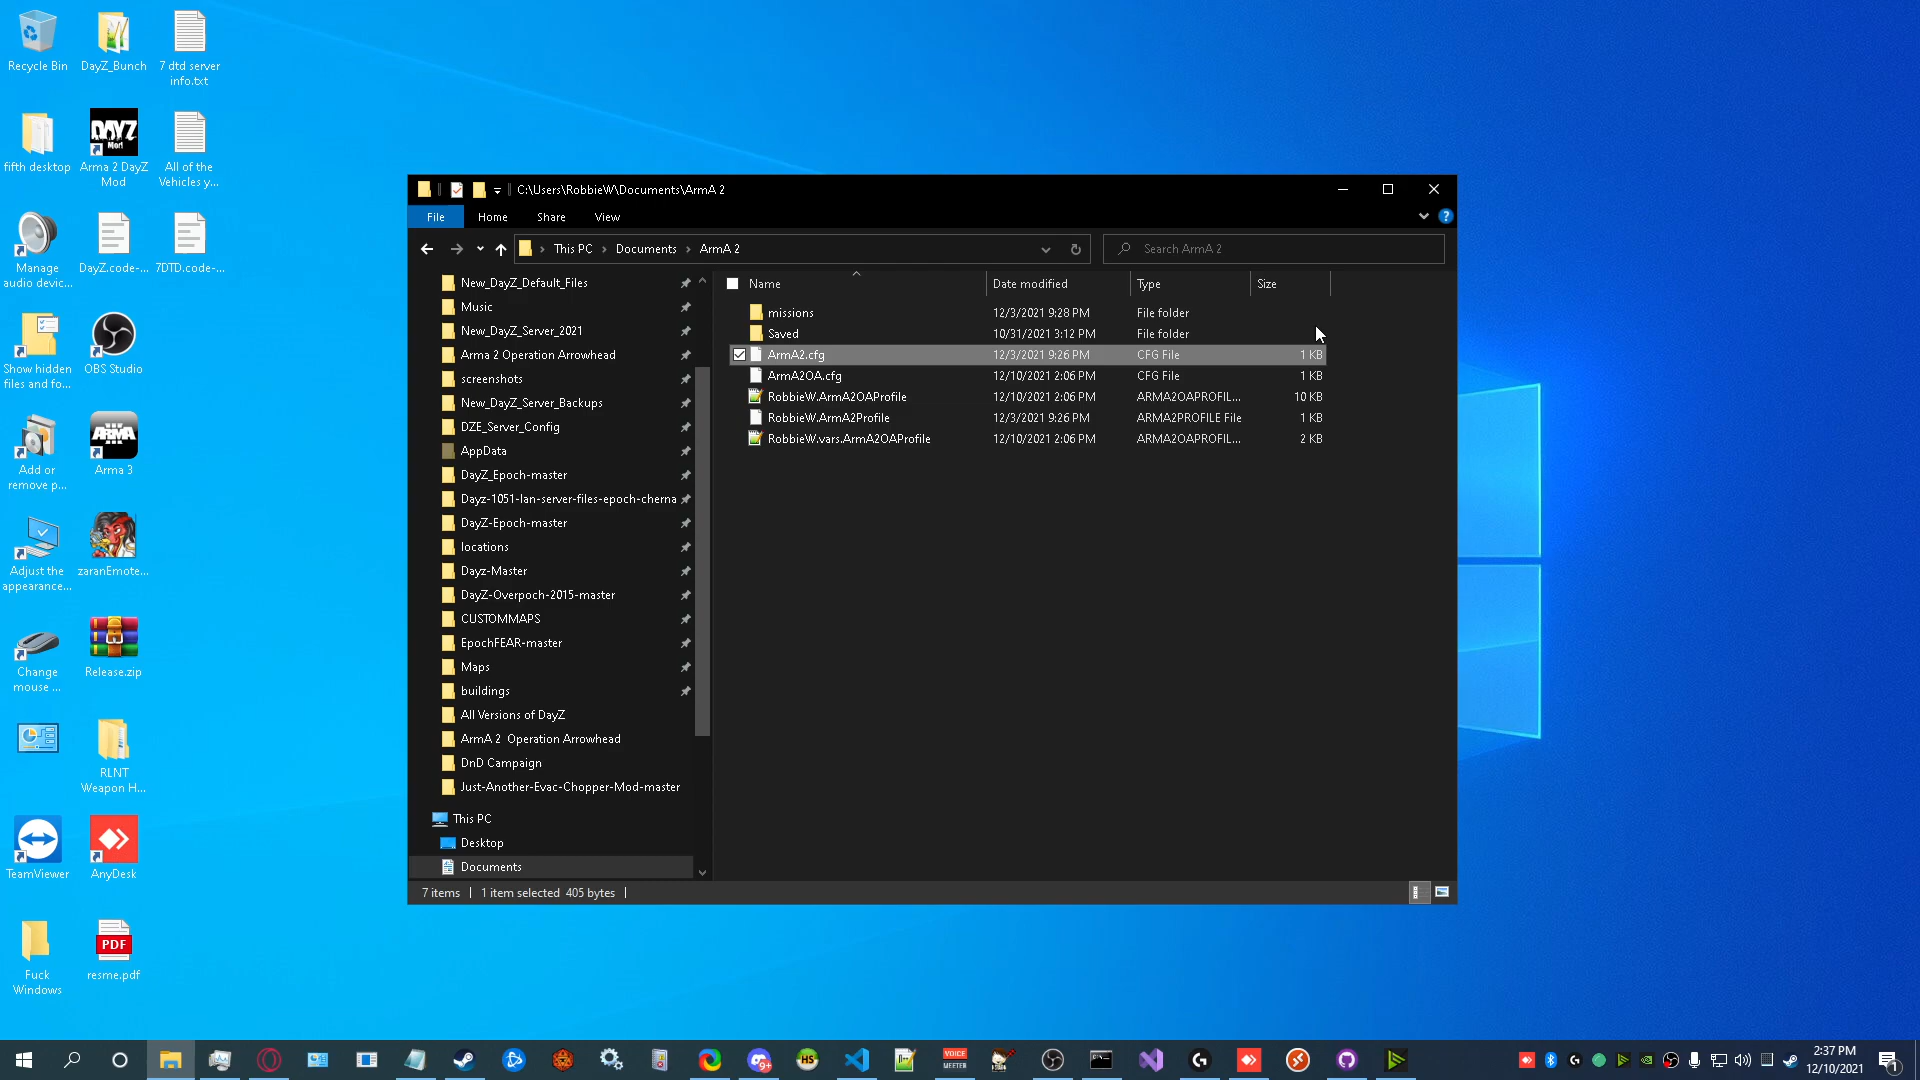 Recycle Bin
DayZ_Bunch
7 dtd server
info.txt
fifth desktop
DAYZ
Mod
Arma 2 DayZ
Mod
All of the
Vehicles y...
Manage
audio devic...
DayZ.code-...
7DTD.code-...
Show hidden
files and fo...
OBS Studio
Add or
remove p...
ARMA
Arma 3
Adjust the
appearance...
zaranEmote...
Change
mouse ...
Release.zip
RLNT
Weapon H...
TeamViewer
AnyDesk
Fuck
Windows
PDF
resme.pdf
C:\Users\RobbieW\Documents\ArmA 2
File
Home
Share
View
This PC
Documents
ArmA 2
Search ArmA 2
New_DayZ_Default_Files
Music
New_DayZ_Server_2021
Arma 2 Operation Arrowhead
screenshots
New_DayZ_Server_Backups
DZE_Server_Config
AppData
DayZ_Epoch-master
Dayz-1051-lan-server-files-epoch-cherna
DayZ-Epoch-master
locations
Dayz-Master
DayZ-Overpoch-2015-master
CUSTOMMAPS
EpochFEAR-master
Maps
buildings
All Versions of DayZ
ArmA 2 Operation Arrowhead
DnD Campaign
Just-Another-Evac-Chopper-Mod-master
This PC
Desktop
Documents
Name Date modified Type Size
missions 12/3/2021 9:28 PM File folder
Saved 10/31/2021 3:12 PM File folder
ArmA2.cfg 12/3/2021 9:26 PM CFG File 1 KB
ArmA2OA.cfg 12/10/2021 2:06 PM CFG File 1 KB
RobbieW.ArmA2OAProfile 12/10/2021 2:06 PM ARMA2OAPROFIL... 10 KB
RobbieW.ArmA2Profile 12/3/2021 9:26 PM ARMA2PROFILE File 1 KB
RobbieW.vars.ArmA2OAProfile 12/10/2021 2:06 PM ARMA2OAPROFIL... 2 KB
7 items 1 item selected 405 bytes
9+
HS
VOICE
MEETER
2:37 PM
12/10/2021
1